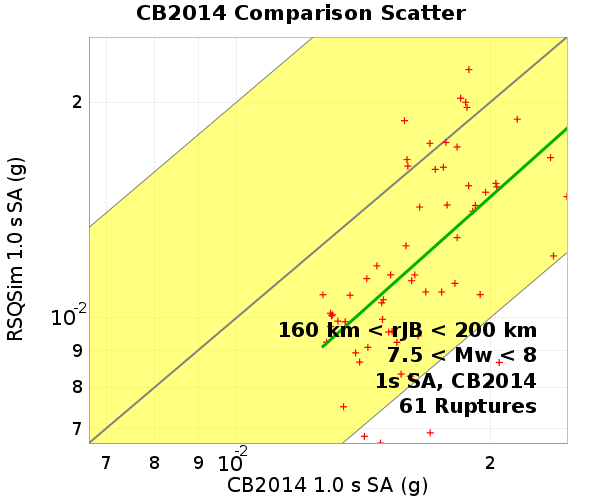 CB2014 Comparison Scatter
RSQSim 1.0 s SA (g)
2
10⁻²
9
8
7
160 km < rJB < 200 km
7.5 < Mw < 8
1s SA, CB2014
61 Ruptures
7 8 9 10⁻² 2
CB2014 1.0 s SA (g)